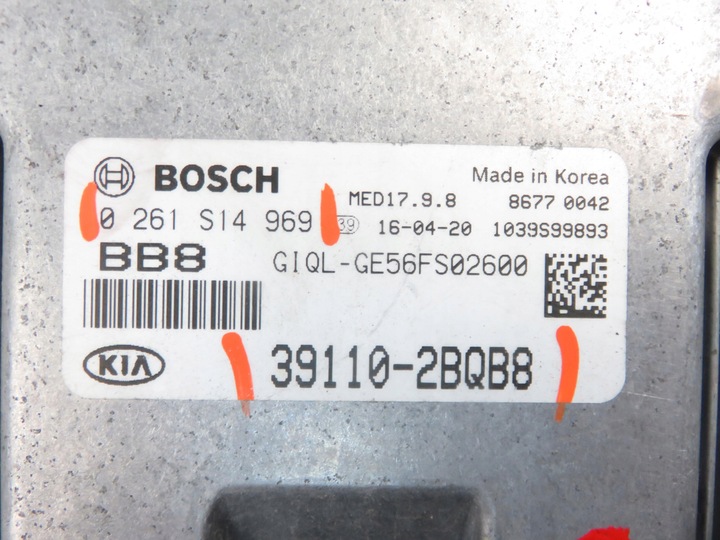 BOSCH
Made in Korea
MED17.9.8
8677 0042
0 261 S14 969
39
16-04-20
1039S99893
BB8
GIQL-GE56FS02600
KIA
39110-2BQB8